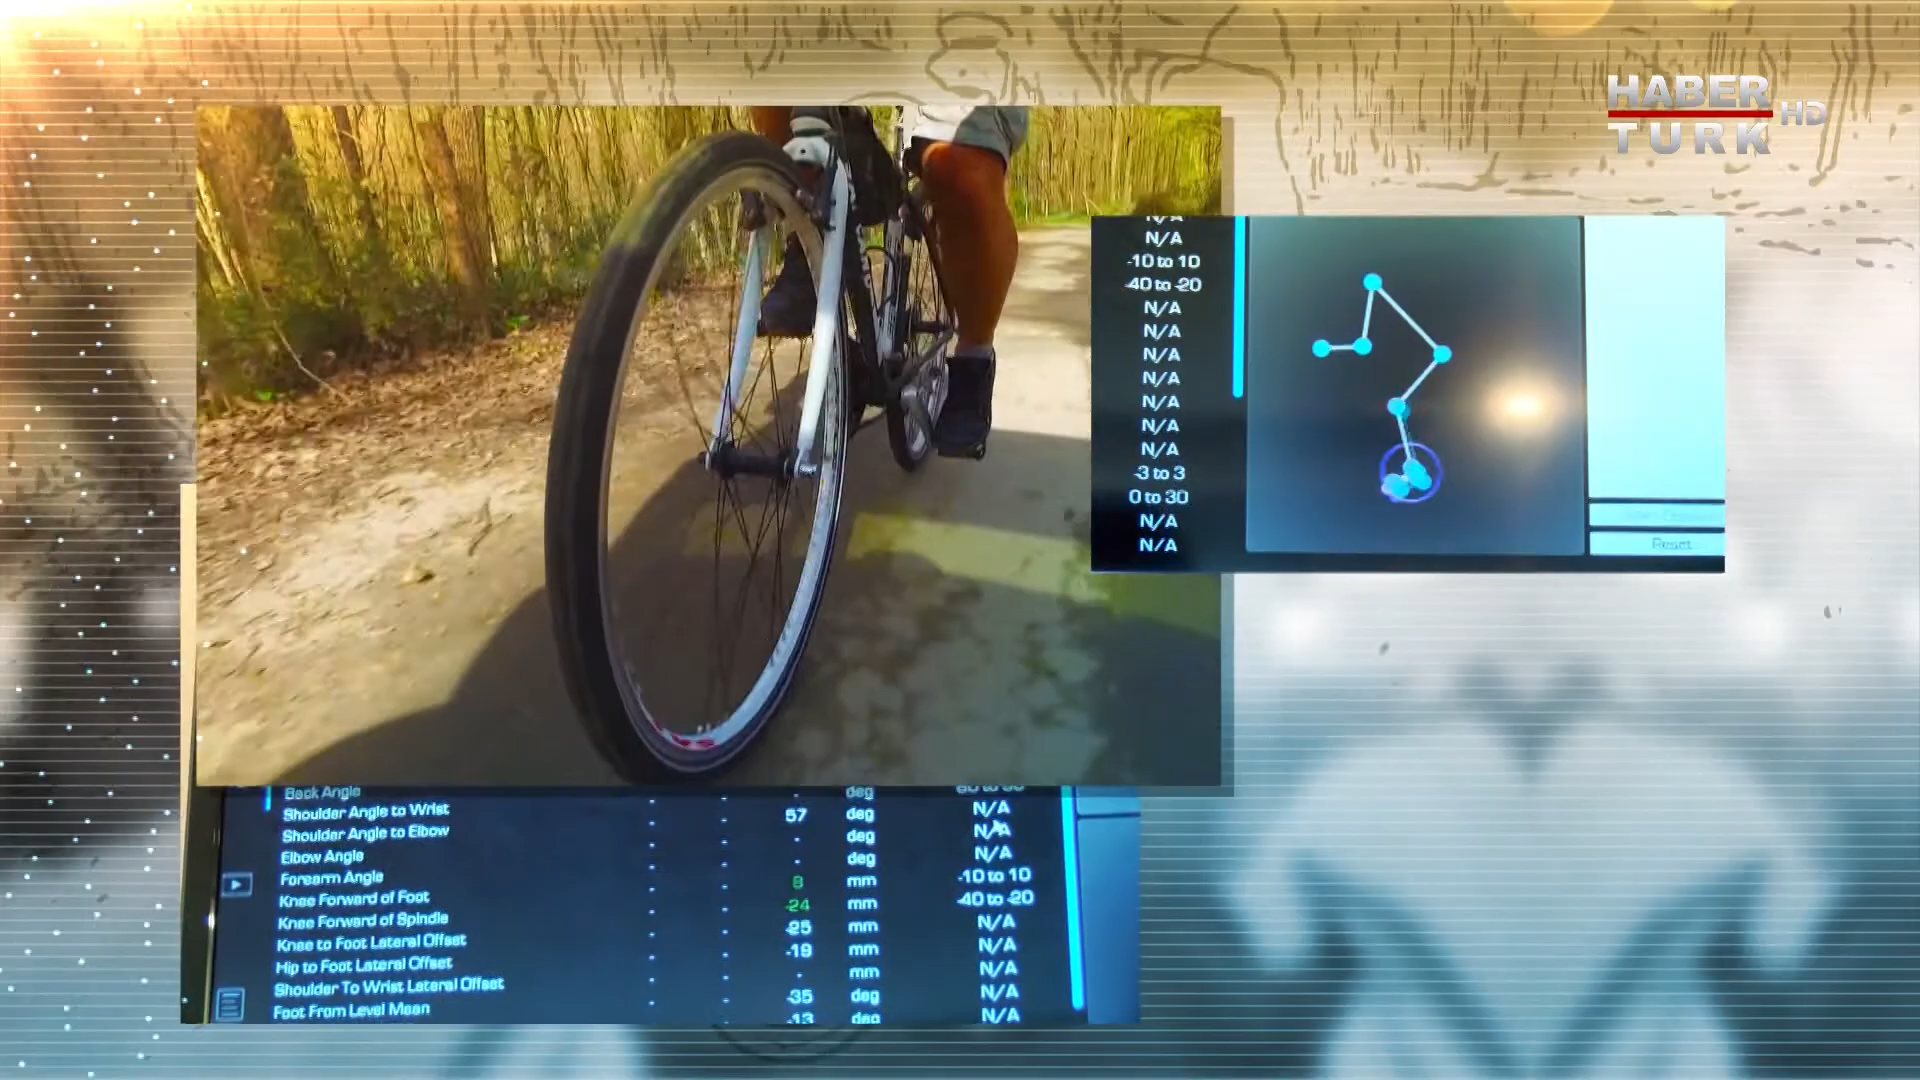 HABER
TURK HD
N/A
N/A
-10 to 10
-40 to -20
N/A
N/A
N/A
N/A
N/A
N/A
N/A
-3 to 3
0 to 30
N/A
N/A
Reset
Back Angle - - - deg 60 to 90
Shoulder Angle to Wrist - - 57 deg N/A
Shoulder Angle to Elbow - - - deg N/A
Elbow Angle - - - deg N/A
Forearm Angle - - 8 mm -10 to 10
Knee Forward of Foot - - -24 mm -40 to -20
Knee Forward of Spindle - - -25 mm N/A
Knee to Foot Lateral Offset - - -19 mm N/A
Hip to Foot Lateral Offset - - - mm N/A
Shoulder To Wrist Lateral Offset - - -35 deg N/A
Foot From Level Mean - - -13 deg N/A